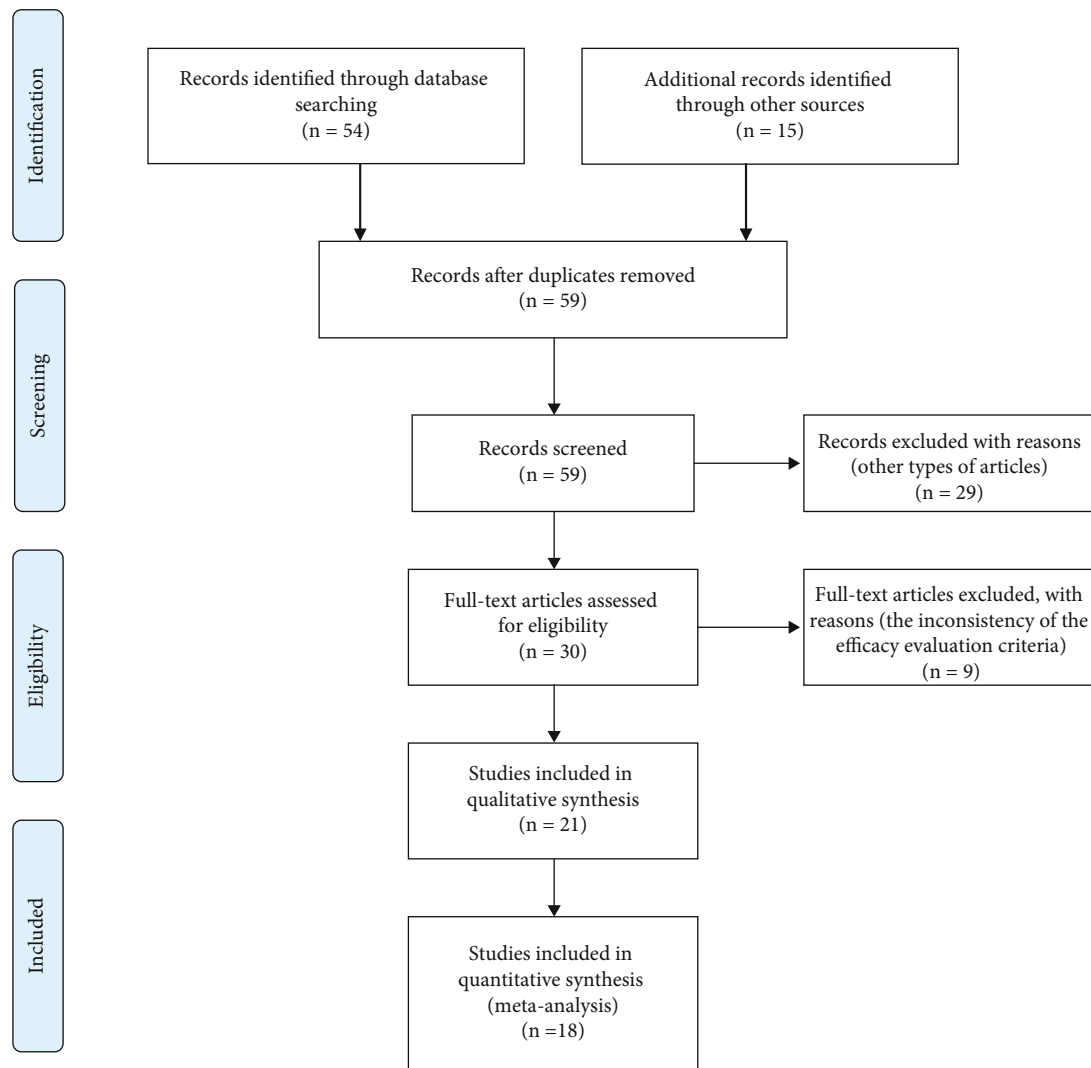 Identification
Records identified through database
searching
(n = 54)
Additional records identified
through other sources
(n = 15)
Records after duplicates removed
(n = 59)
Screening
Records screened
(n = 59)
Records excluded with reasons
(other types of articles)
(n = 29)
Eligibility
Full-text articles assessed
for eligibility
(n = 30)
Full-text articles excluded, with
reasons (the inconsistency of the
efficacy evaluation criteria)
(n = 9)
Studies included in
qualitative synthesis
(n = 21)
Included
Studies included in
quantitative synthesis
(meta-analysis)
(n =18)